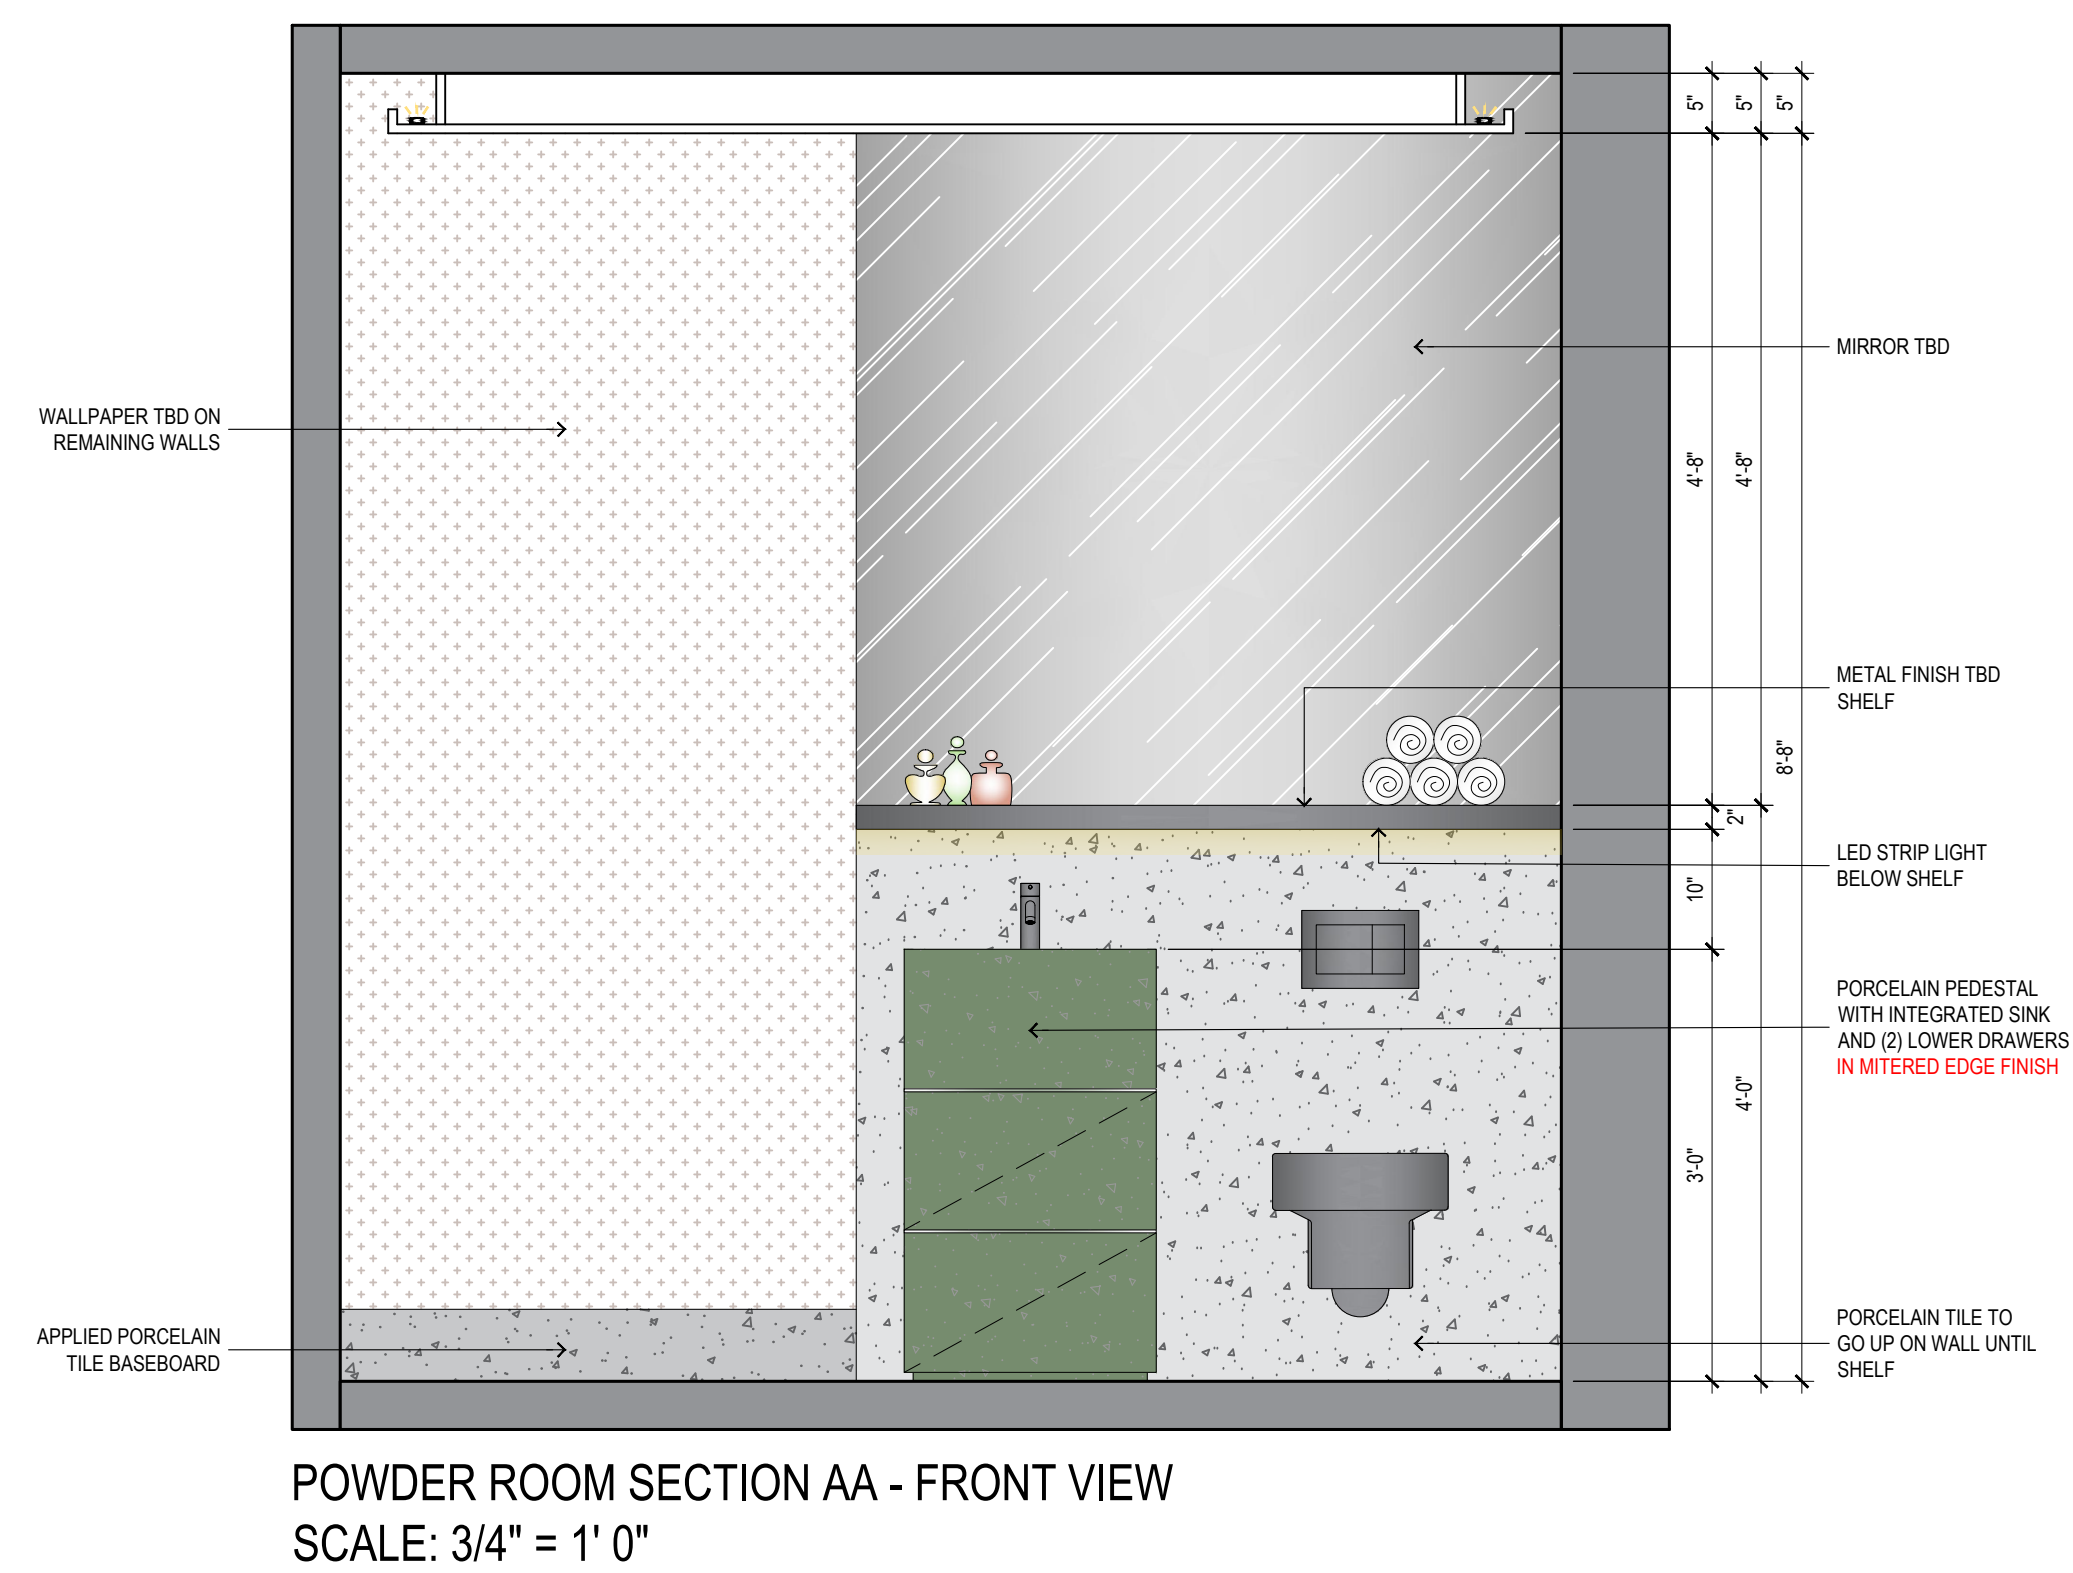 5" 5" 5"
MIRROR TBD
WALLPAPER TBD ON
REMAINING WALLS
4'-8" 4'-8"
METAL FINISH TBD
SHELF
8'-8"
2"
LED STRIP LIGHT
BELOW SHELF
10"
PORCELAIN PEDESTAL
WITH INTEGRATED SINK
AND (2) LOWER DRAWERS
IN MITERED EDGE FINISH
4'-0"
3'-0"
APPLIED PORCELAIN
TILE BASEBOARD
PORCELAIN TILE TO
GO UP ON WALL UNTIL
SHELF
POWDER ROOM SECTION AA - FRONT VIEW
SCALE: 3/4" = 1' 0"